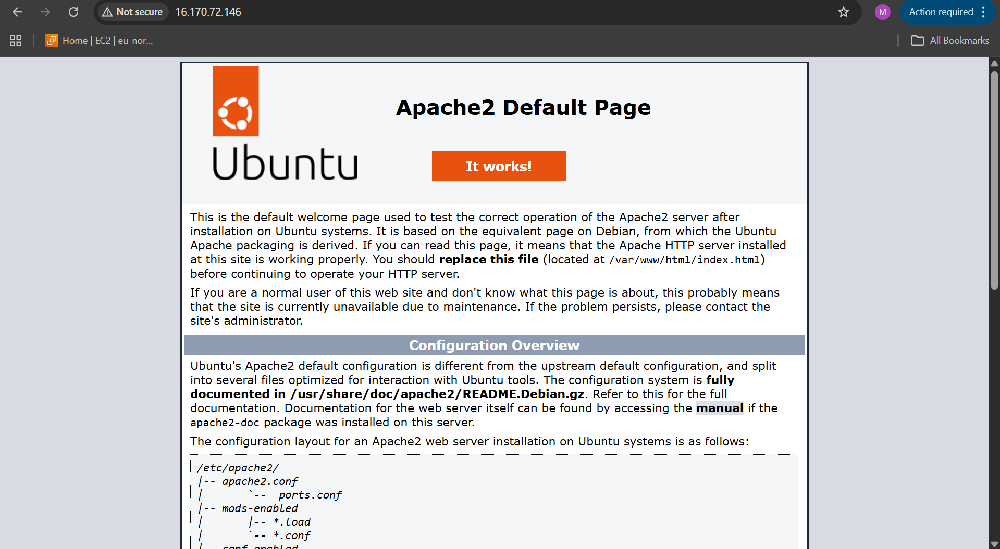 Not secure
16.170.72.146
M
Action required
Home | EC2 | eu-nor...
All Bookmarks
Ubuntu
Apache2 Default Page
It works!
This is the default welcome page used to test the correct operation of the Apache2 server after
installation on Ubuntu systems. It is based on the equivalent page on Debian, from which the Ubuntu
Apache packaging is derived. If you can read this page, it means that the Apache HTTP server installed
at this site is working properly. You should replace this file (located at /var/www/html/index.html)
before continuing to operate your HTTP server.
If you are a normal user of this web site and don't know what this page is about, this probably means
that the site is currently unavailable due to maintenance. If the problem persists, please contact the
site's administrator.
Configuration Overview
Ubuntu's Apache2 default configuration is different from the upstream default configuration, and split
into several files optimized for interaction with Ubuntu tools. The configuration system is fully
documented in /usr/share/doc/apache2/README.Debian.gz. Refer to this for the full
documentation. Documentation for the web server itself can be found by accessing the manual if the
apache2-doc package was installed on this server.
The configuration layout for an Apache2 web server installation on Ubuntu systems is as follows:
/etc/apache2/
|-- apache2.conf
|       `--  ports.conf
|-- mods-enabled
|       |-- *.load
|       `-- *.conf
|-- conf-enabled